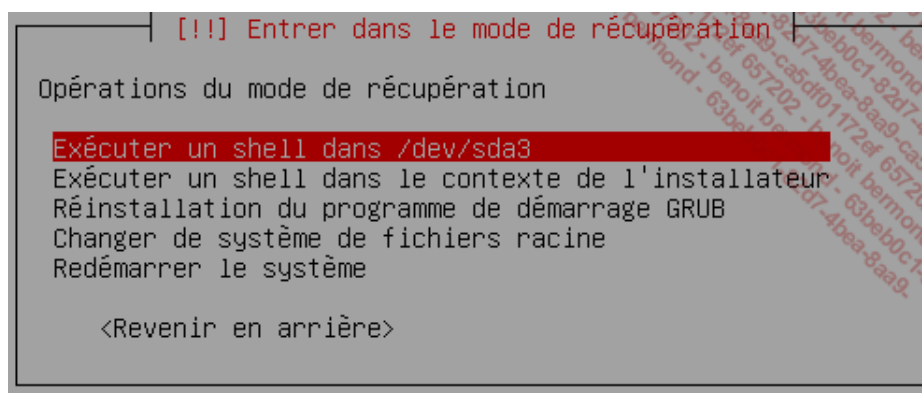 [!!] Entrer dans le mode de récupération
Opérations du mode de récupération
Exécuter un shell dans /dev/sda3
Exécuter un shell dans le contexte de l'installateur
Réinstallation du programme de démarrage GRUB
Changer de système de fichiers racine
Redémarrer le système
<Revenir en arrière>